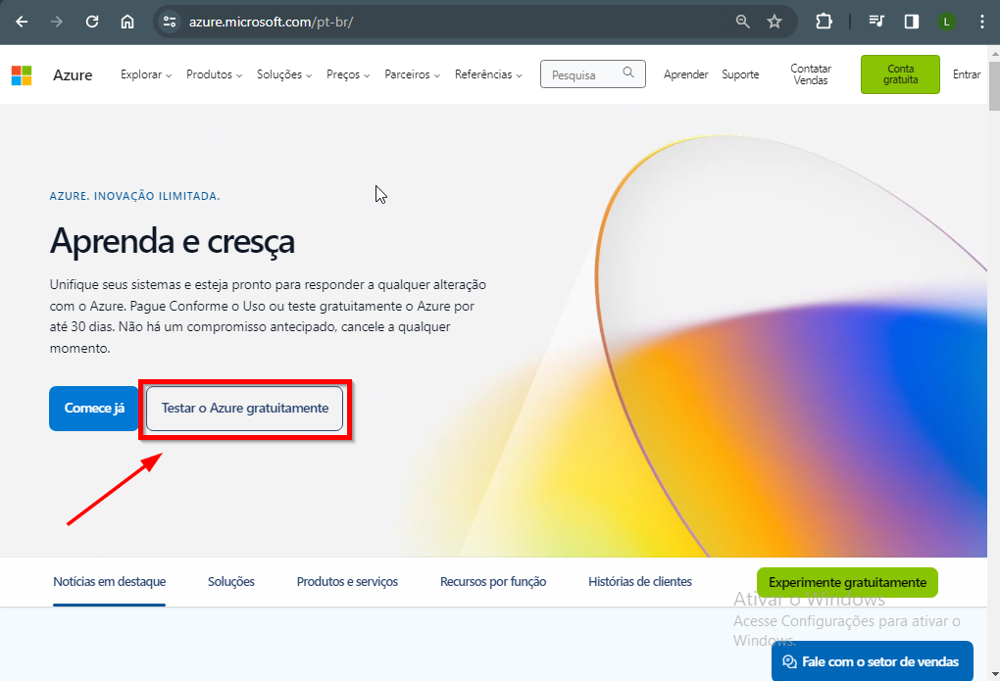 azure.microsoft.com/pt-br/
L
Azure
Explorar
Produtos
Soluções
Preços
Parceiros
Referências
Pesquisa
Aprender
Suporte
Contatar
Vendas
Conta
gratuita
Entrar
AZURE. INOVAÇÃO ILIMITADA.
Aprenda e cresça
Unifique seus sistemas e esteja pronto para responder a qualquer alteração
com o Azure. Pague Conforme o Uso ou teste gratuitamente o Azure por
até 30 dias. Não há um compromisso antecipado, cancele a qualquer
momento.
Comece já
Testar o Azure gratuitamente
Notícias em destaque
Soluções
Produtos e serviços
Recursos por função
Histórias de clientes
Experimente gratuitamente
Ativar o Windows
Acesse Configurações para ativar o
Windows.
Fale com o setor de vendas